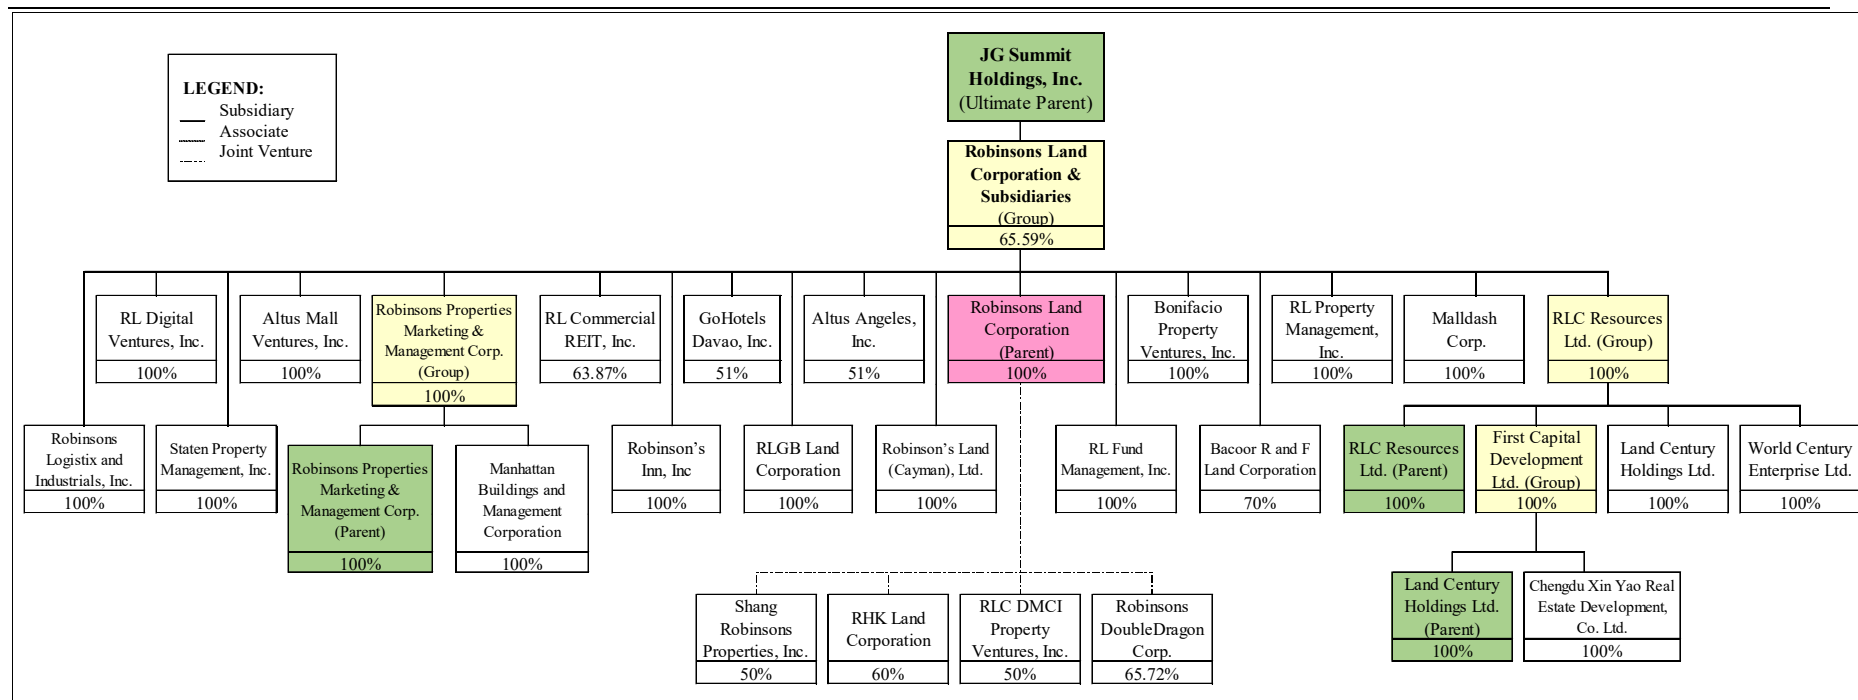 JG Summit
Holdings, Inc.
(Ultimate Parent)
LEGEND:
Subsidiary
Associate
Joint Venture
Robinsons Land
Corporation &
Subsidiaries
(Group)
65.59%
RL Digital
Ventures, Inc.
100%
Altus Mall
Ventures, Inc.
100%
Robinsons Properties
Marketing &
Management Corp.
(Group)
100%
RL Commercial
REIT, Inc.
63.87%
GoHotels
Davao, Inc.
51%
Altus Angeles,
Inc.
51%
Robinsons Land
Corporation
(Parent)
100%
Bonifacio
Property
Ventures, Inc.
100%
RL Property
Management,
Inc.
100%
Malldash
Corp.
100%
RLC Resources
Ltd. (Group)
100%
Robinsons
Logistix and
Industrials, Inc.
100%
Staten Property
Management, Inc.
100%
Robinsons Properties
Marketing &
Management Corp.
(Parent)
100%
Manhattan
Buildings and
Management
Corporation
100%
Robinson’s
Inn, Inc
100%
RLGB Land
Corporation
100%
Robinson’s Land
(Cayman), Ltd.
100%
RL Fund
Management, Inc.
100%
Bacoor R and F
Land Corporation
70%
RLC Resources
Ltd. (Parent)
100%
First Capital
Development
Ltd. (Group)
100%
Land Century
Holdings Ltd.
100%
World Century
Enterprise Ltd.
100%
Shang
Robinsons
Properties, Inc.
50%
RHK Land
Corporation
60%
RLC DMCI
Property
Ventures, Inc.
50%
Robinsons
DoubleDragon
Corp.
65.72%
Land Century
Holdings Ltd.
(Parent)
100%
Chengdu Xin Yao Real
Estate Development,
Co. Ltd.
100%